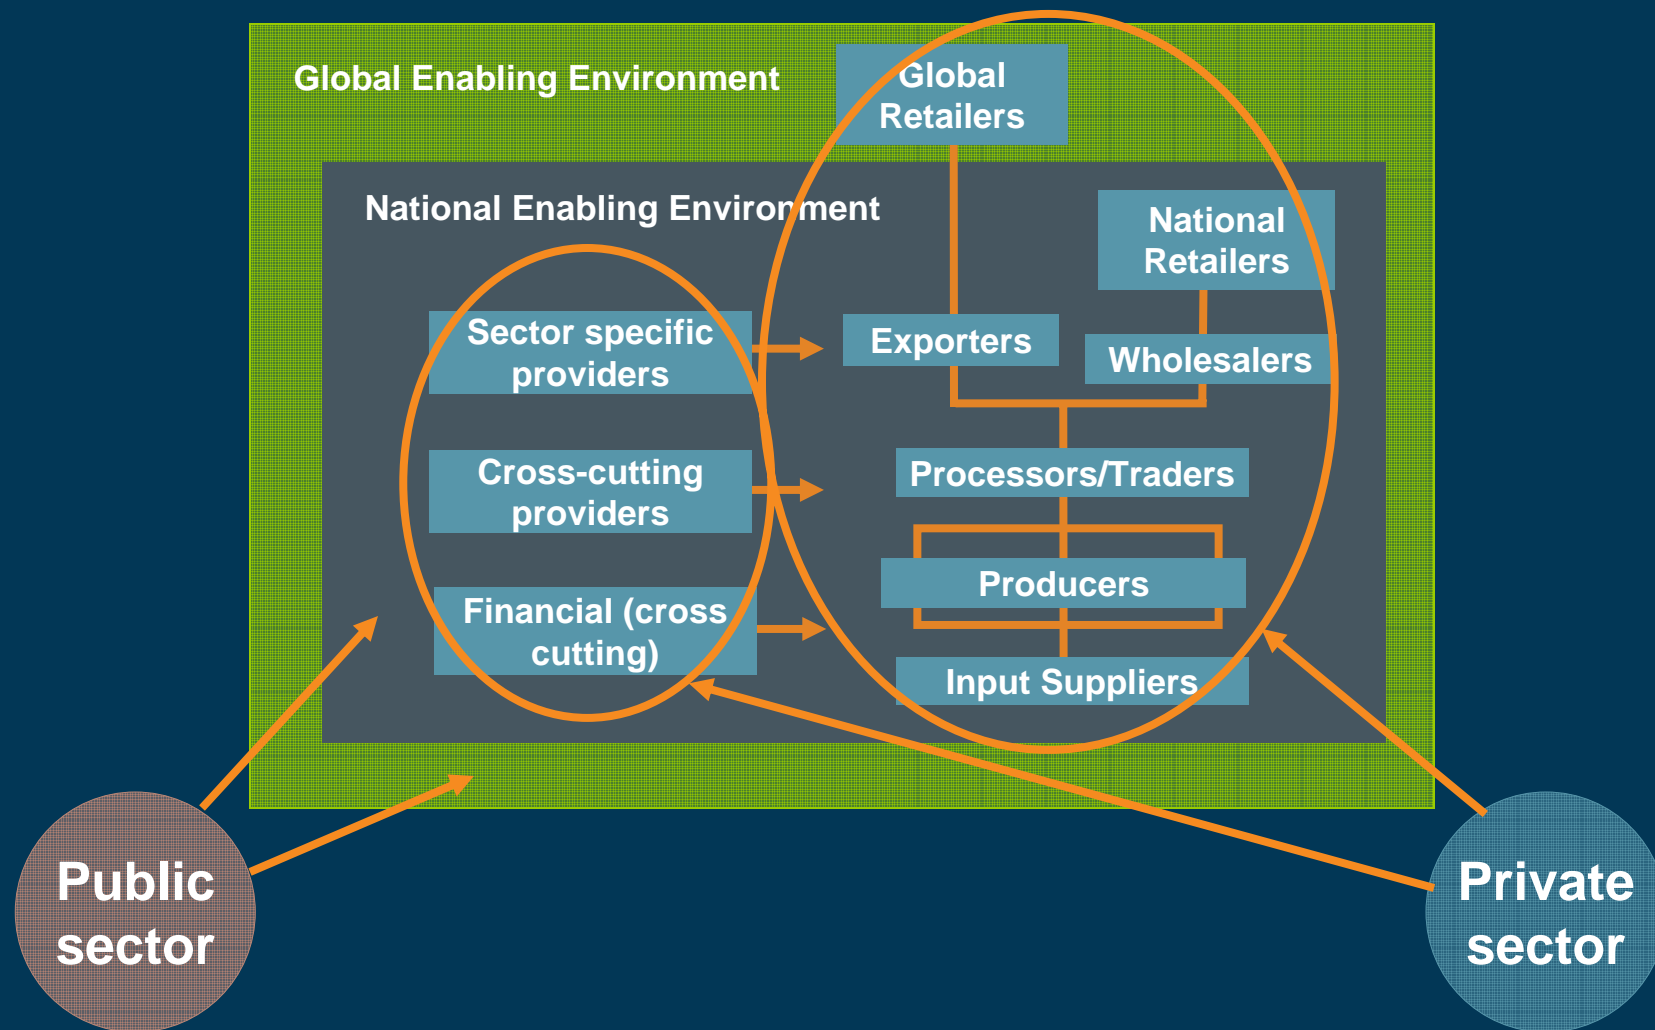 Global Enabling Environment
Global
Retailers
National Enabling Environment
National
Retailers
Sector specific
providers
Exporters
Wholesalers
Cross-cutting
providers
Processors/Traders
Financial (cross
cutting)
Producers
Input Suppliers
Public
sector
Private
sector